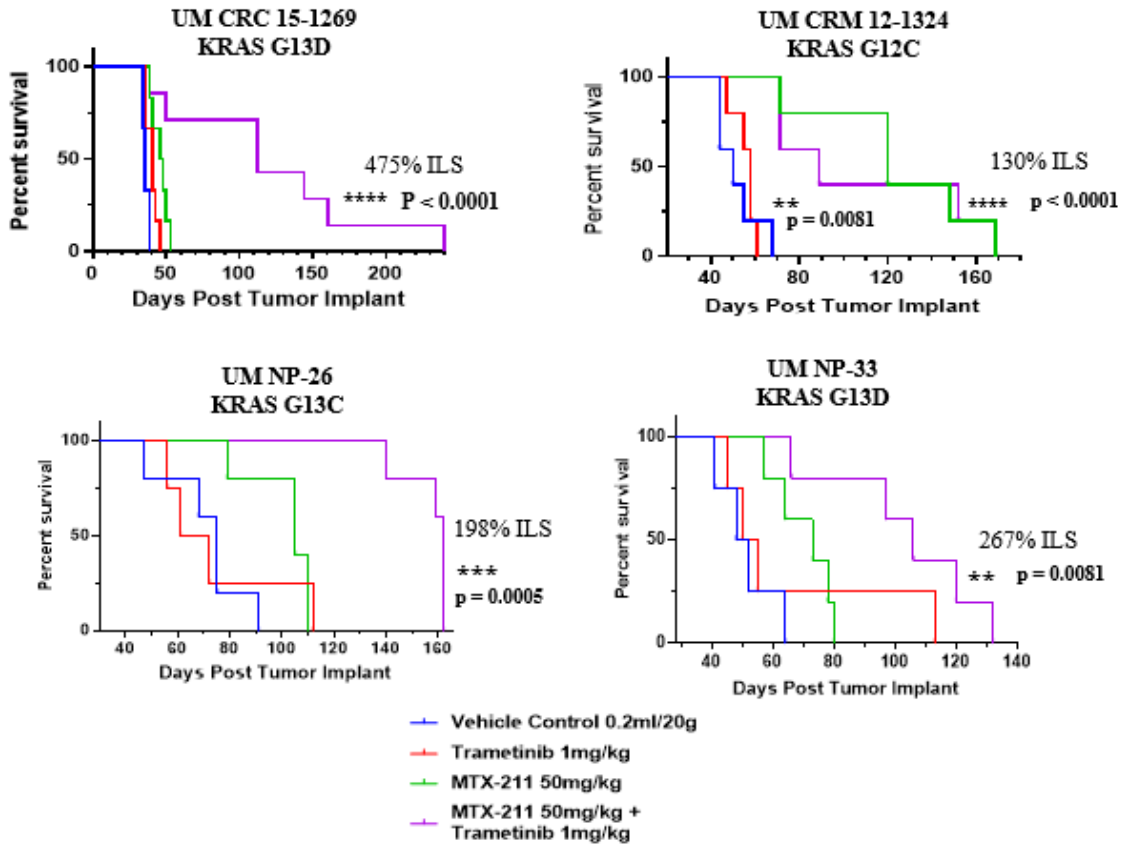 UM CRC 15-1269
KRAS G13D
Percent survival
100
50
0
0 50 100 150 200
Days Post Tumor Implant
475% ILS
**** P < 0.0001
UM CRM 12-1324
KRAS G12C
Percent survival
100
50
0
40 80 120 160
Days Post Tumor Implant
**
p = 0.0081
130% ILS
**** p < 0.0001
UM NP-26
KRAS G13C
Percent survival
100
50
0
40 60 80 100 120 140 160
Days Post Tumor Implant
198% ILS
***
p = 0.0005
UM NP-33
KRAS G13D
Percent survival
100
50
0
40 60 80 100 120 140
Days Post Tumor Implant
267% ILS
** p = 0.0081
Vehicle Control 0.2ml/20g
Trametinib 1mg/kg
MTX-211 50mg/kg
MTX-211 50mg/kg +
Trametinib 1mg/kg